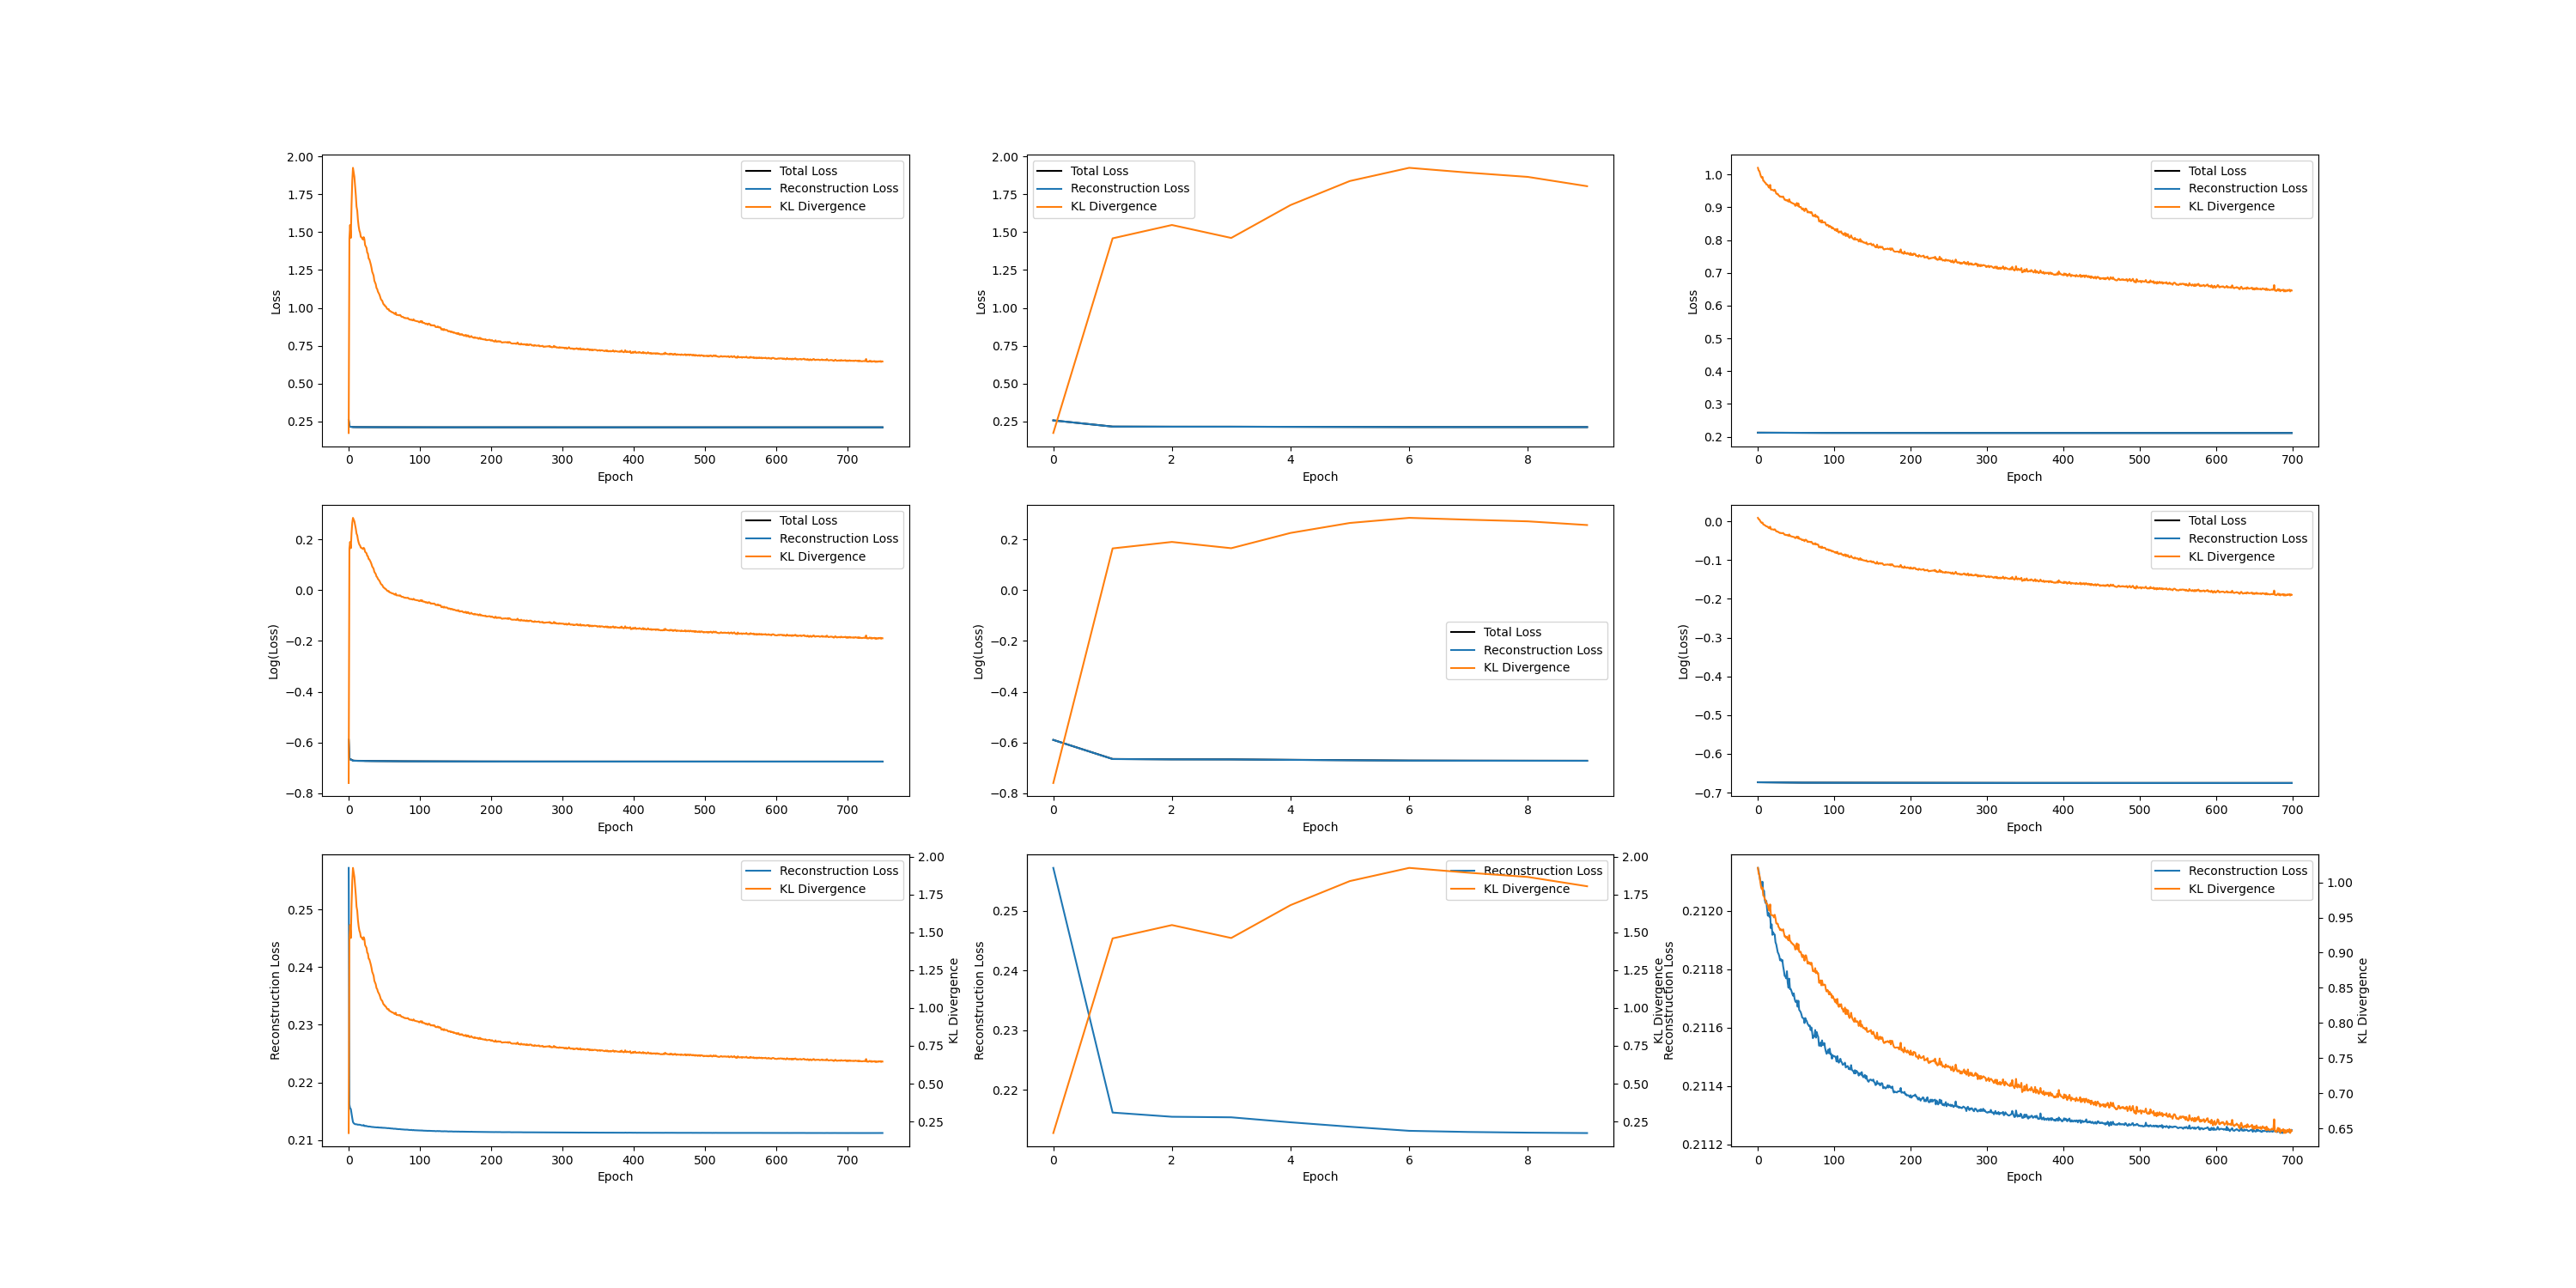 2.00
1.75
1.50
1.25
1.00
0.75
0.50
0.25
Loss
0 100 200 300 400 500 600 700
Epoch
Total Loss
Reconstruction Loss
KL Divergence
2.00
1.75
1.50
1.25
1.00
0.75
0.50
0.25
Loss
0 2 4 6 8
Epoch
Total Loss
Reconstruction Loss
KL Divergence
1.0
0.9
0.8
0.7
0.6
0.5
0.4
0.3
0.2
Loss
0 100 200 300 400 500 600 700
Epoch
Total Loss
Reconstruction Loss
KL Divergence
0.2
0.0
−0.2
−0.4
−0.6
−0.8
Log(Loss)
0 100 200 300 400 500 600 700
Epoch
Total Loss
Reconstruction Loss
KL Divergence
0.2
0.0
−0.2
−0.4
−0.6
−0.8
Log(Loss)
0 2 4 6 8
Epoch
Total Loss
Reconstruction Loss
KL Divergence
0.0
−0.1
−0.2
−0.3
−0.4
−0.5
−0.6
−0.7
Log(Loss)
0 100 200 300 400 500 600 700
Epoch
Total Loss
Reconstruction Loss
KL Divergence
0.25
0.24
0.23
0.22
0.21
Reconstruction Loss
0 100 200 300 400 500 600 700
Epoch
Reconstruction Loss
KL Divergence
2.00
1.75
1.50
1.25
1.00
0.75
0.50
0.25
KL Divergence
0.25
0.24
0.23
0.22
Reconstruction Loss
0 2 4 6 8
Epoch
Reconstruction Loss
KL Divergence
2.00
1.75
1.50
1.25
1.00
0.75
0.50
0.25
KL Divergence
0.2120
0.2118
0.2116
0.2114
0.2112
Reconstruction Loss
0 100 200 300 400 500 600 700
Epoch
Reconstruction Loss
KL Divergence
1.00
0.95
0.90
0.85
0.80
0.75
0.70
0.65
KL Divergence